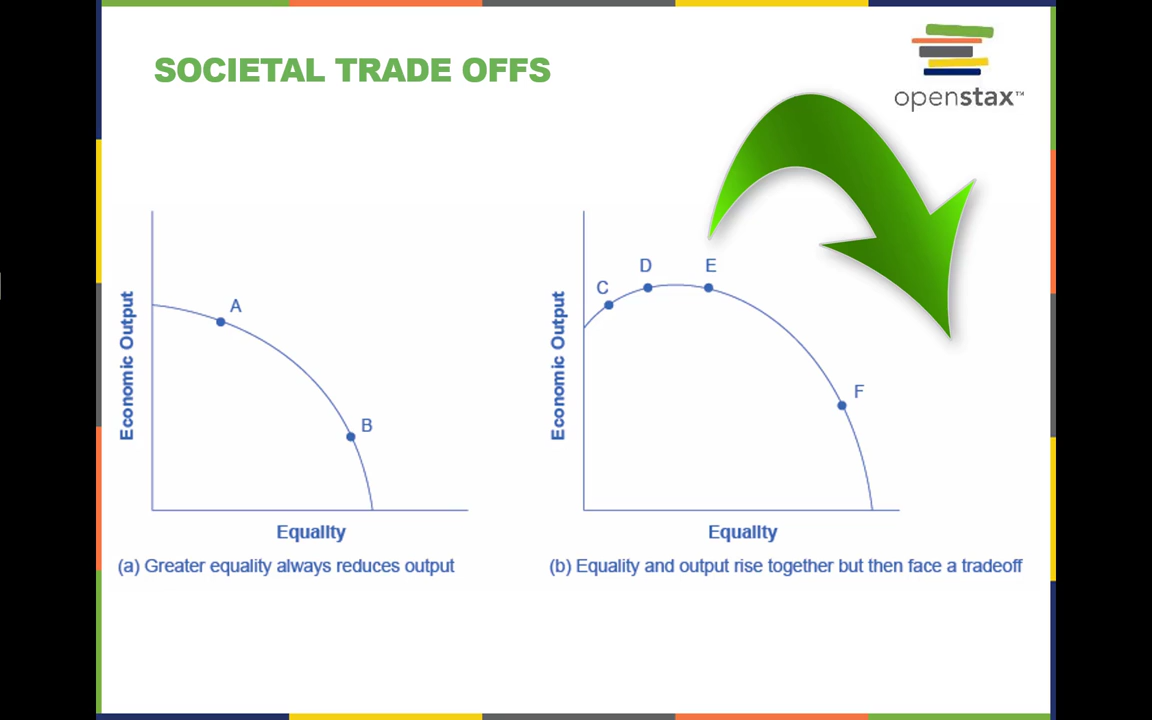 SOCIETAL TRADE OFFS
openstax™
Economic Output
A
B
Equality
(a) Greater equality always reduces output
Economic Output
C
D
E
F
Equality
(b) Equality and output rise together but then face a tradeoff